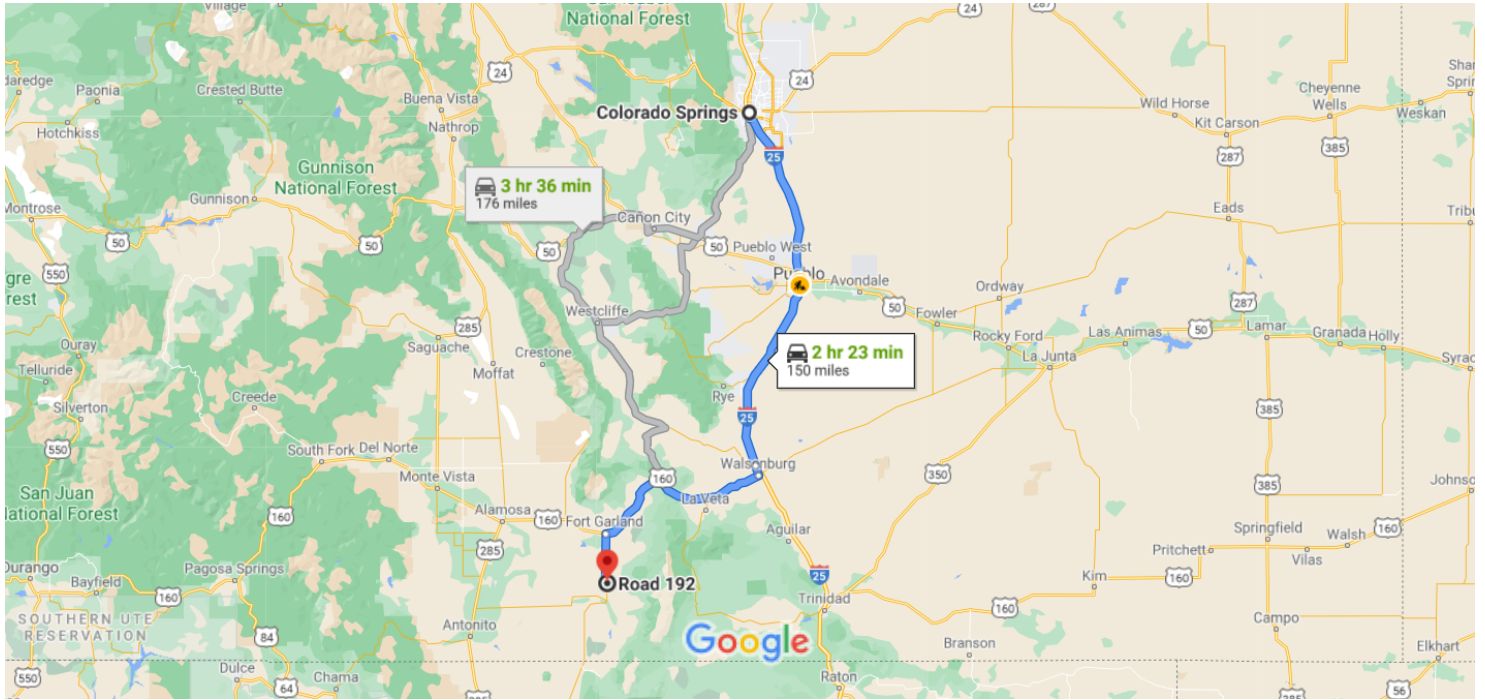 Village
National Forest
24
287
24
24
daredge
Paonia
Crested Butte
Buena Vista
Colorado Springs
Wild Horse
Cheyenne
Wells
Weskan
Hotchkiss
Nathrop
Kit Carson
25
287
385
Gunnison
National Forest
3 hr 36 min
176 miles
Montrose
Gunnison
Cañon City
Eads
50
50
50
50
Pueblo West
550
Pueblo
Avondale
Ordway
50
Fowler
287
Westcliffe
285
Saguache
Rocky Ford
Las Animas
50
Lamar
Granada
Holly
Ouray
Crestone
2 hr 23 min
150 miles
La Junta
Telluride
Moffat
Creede
Rye
Silverton
25
385
550
South Fork
Del Norte
Walsenburg
Monte Vista
160
350
385
San Juan
National Forest
La Veta
160
Alamosa
160
Fort Garland
Aguilar
Springfield
Walsh
160
285
Pritchett
Vilas
Durango
Bayfield
Pagosa Springs
Road 192
25
Kim
160
160
Trinidad
160
SOUTHERN UTE
RESERVATION
84
Antonito
Google
Campo
Branson
Elkhart
550
Dulce
64
Chama
285
Raton
385
56